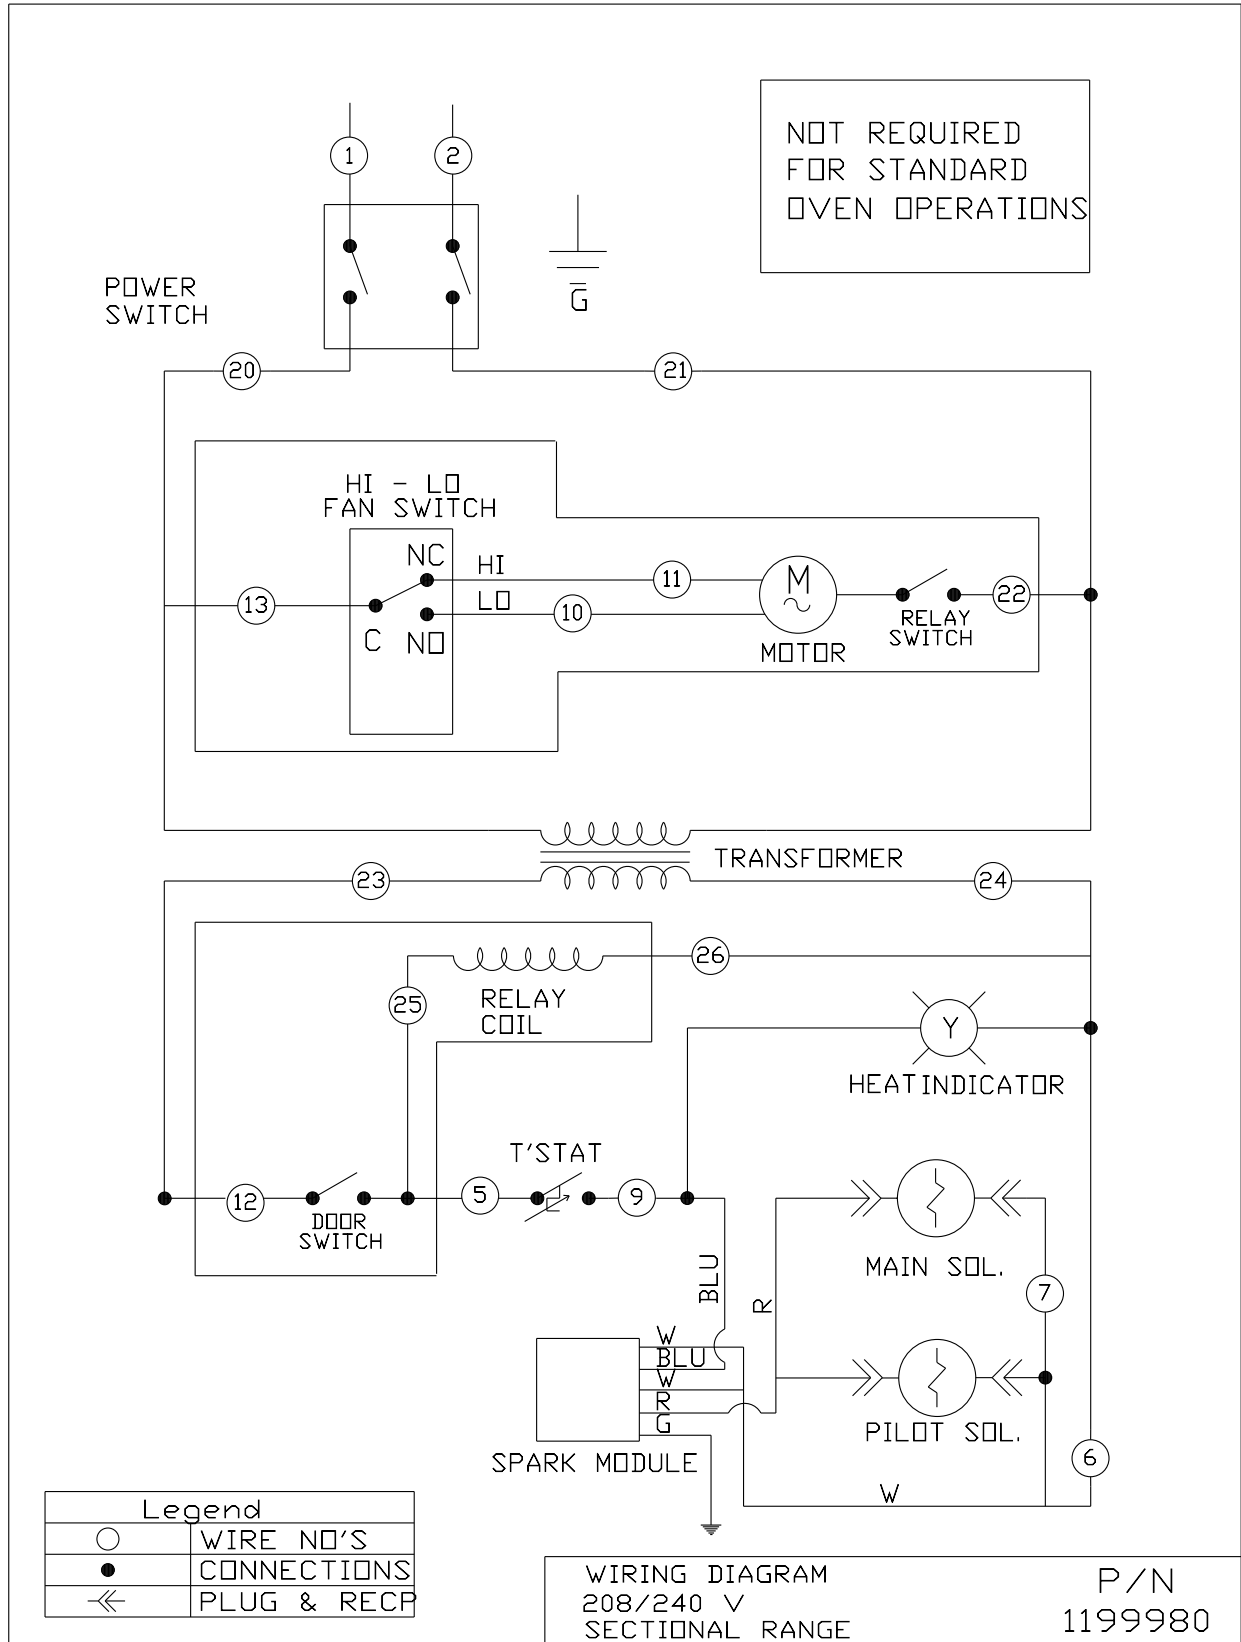 1
2
NOT REQUIRED
FOR STANDARD
OVEN OPERATIONS
POWER
SWITCH
G
20
21
HI - LO
FAN SWITCH
NC
HI
11
M
13
LO
10
22
C
NO
MOTOR
RELAY
SWITCH
TRANSFORMER
23
24
26
25
RELAY
COIL
Y
HEAT INDICATOR
T'STAT
12
5
9
DOOR
SWITCH
MAIN SOL.
BLU
R
7
W
BLU
W
R
G
PILOT SOL.
SPARK MODULE
6
W
Legend
WIRE NO'S
CONNECTIONS
PLUG & RECP
WIRING DIAGRAM
208/240 V
SECTIONAL RANGE
P/N
1199980